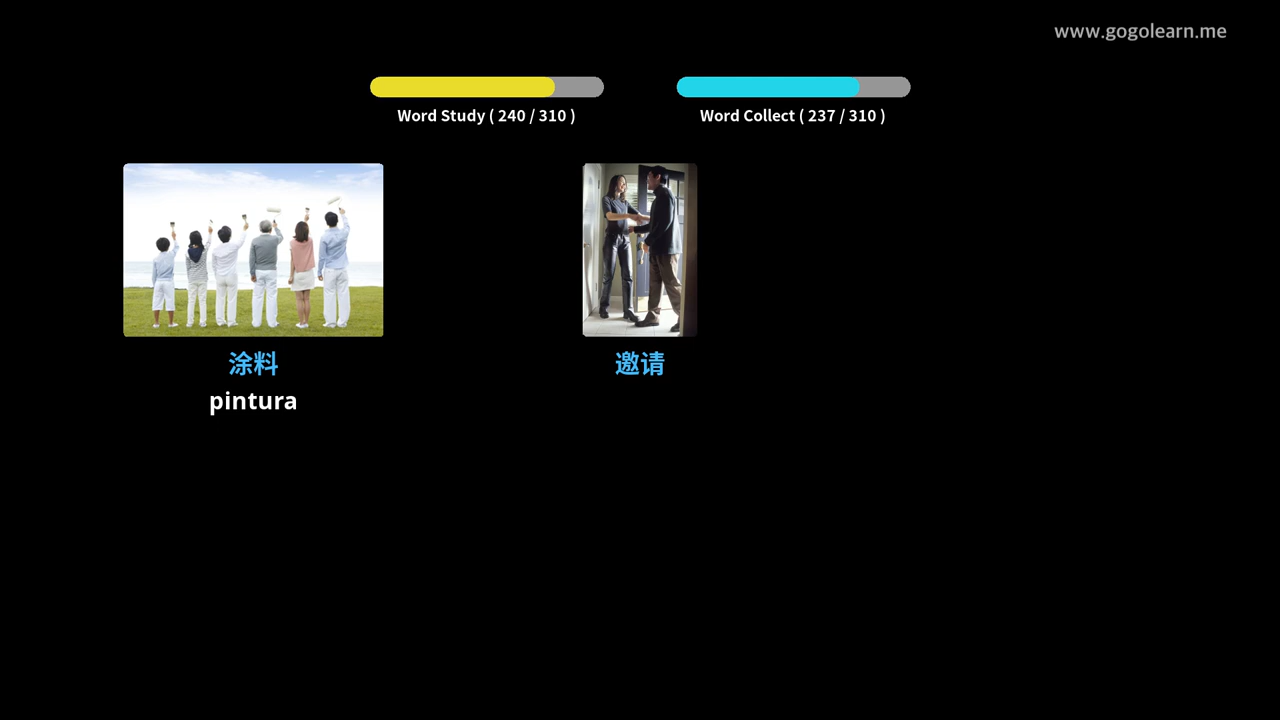 www.gogolearn.me
Word Study ( 240 / 310 )
Word Collect ( 237 / 310 )
涂料
pintura
邀请